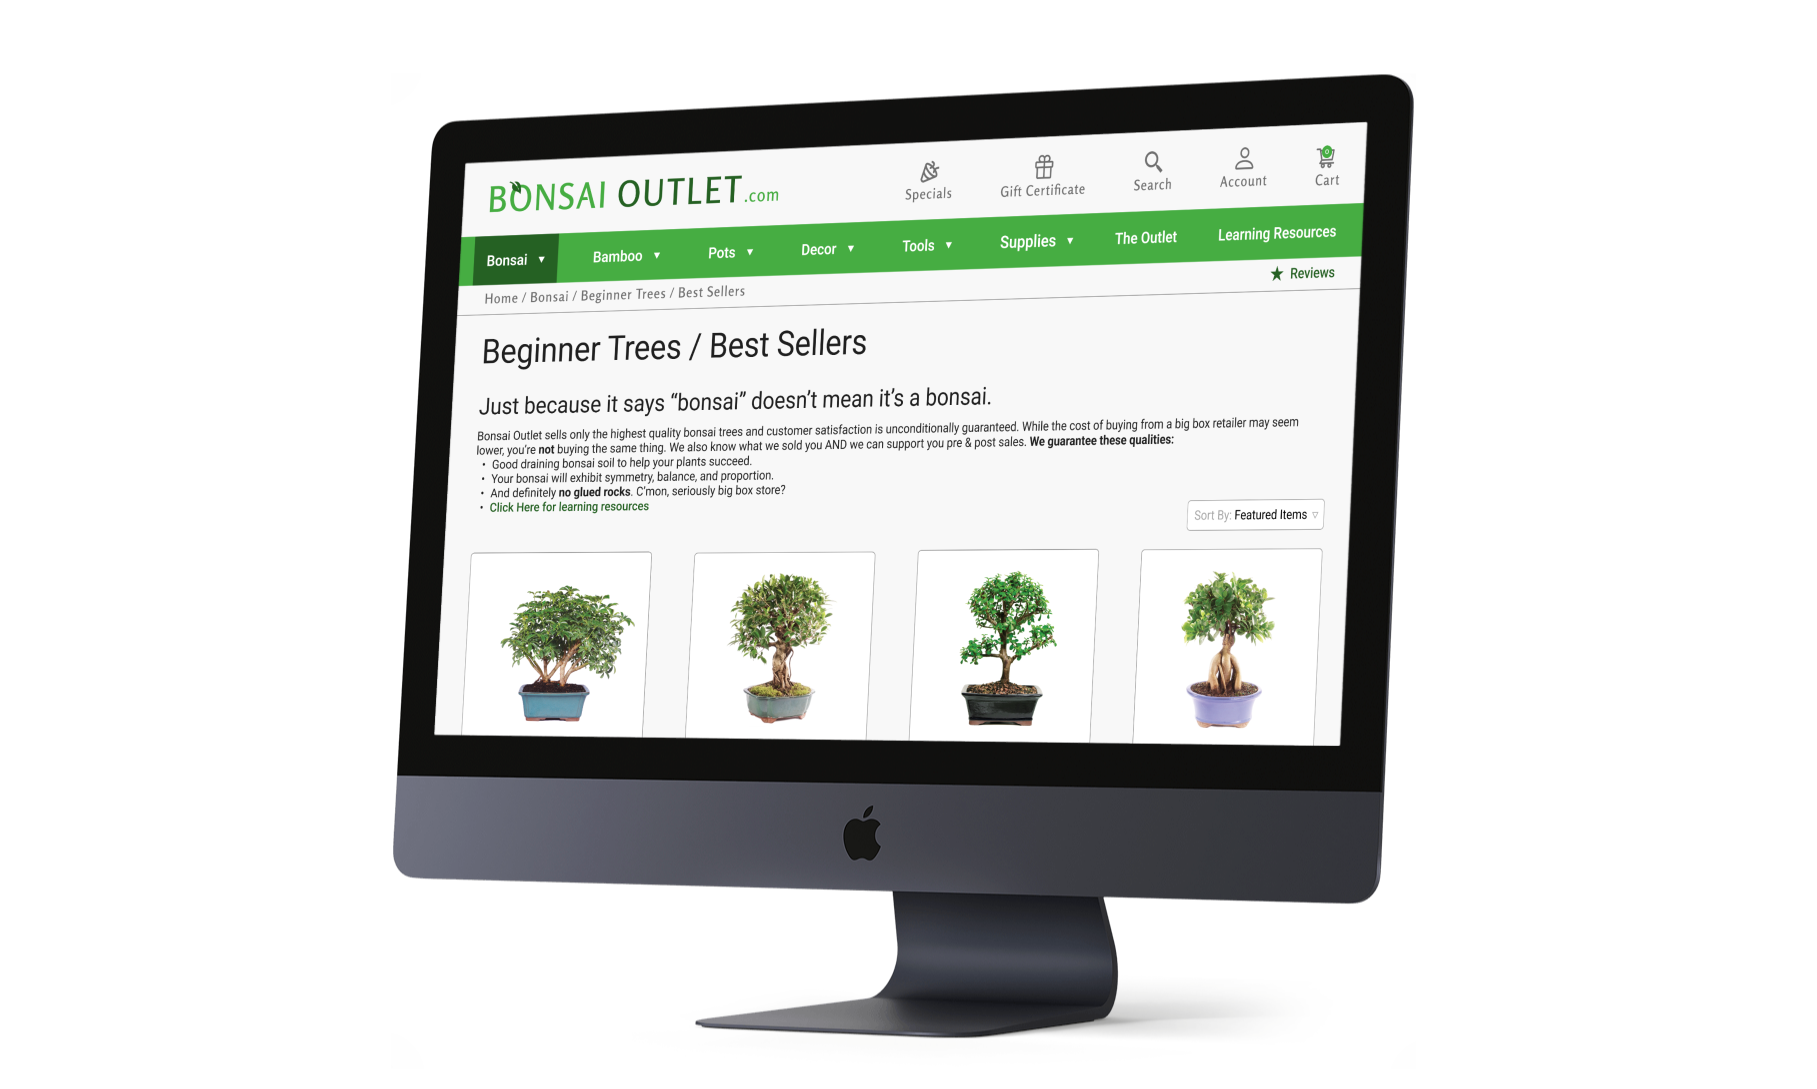 BONSAI OUTLET.com
Specials
Gift Certificate
Search
Account
0
Cart
Bonsai ▼
Bamboo ▼
Pots ▼
Decor ▼
Tools ▼
Supplies ▼
The Outlet
Learning Resources
Home / Bonsai / Beginner Trees / Best Sellers
★ Reviews
Beginner Trees / Best Sellers
Just because it says “bonsai” doesn’t mean it’s a bonsai.
Bonsai Outlet sells only the highest quality bonsai trees and customer satisfaction is unconditionally guaranteed. While the cost of buying from a big box retailer may seem
lower, you’re not buying the same thing. We also know what we sold you AND we can support you pre & post sales. We guarantee these qualities:
• Good draining bonsai soil to help your plants succeed.
• Your bonsai will exhibit symmetry, balance, and proportion.
• And definitely no glued rocks. C’mon, seriously big box store?
• Click Here for learning resources
Sort By: Featured Items ▽